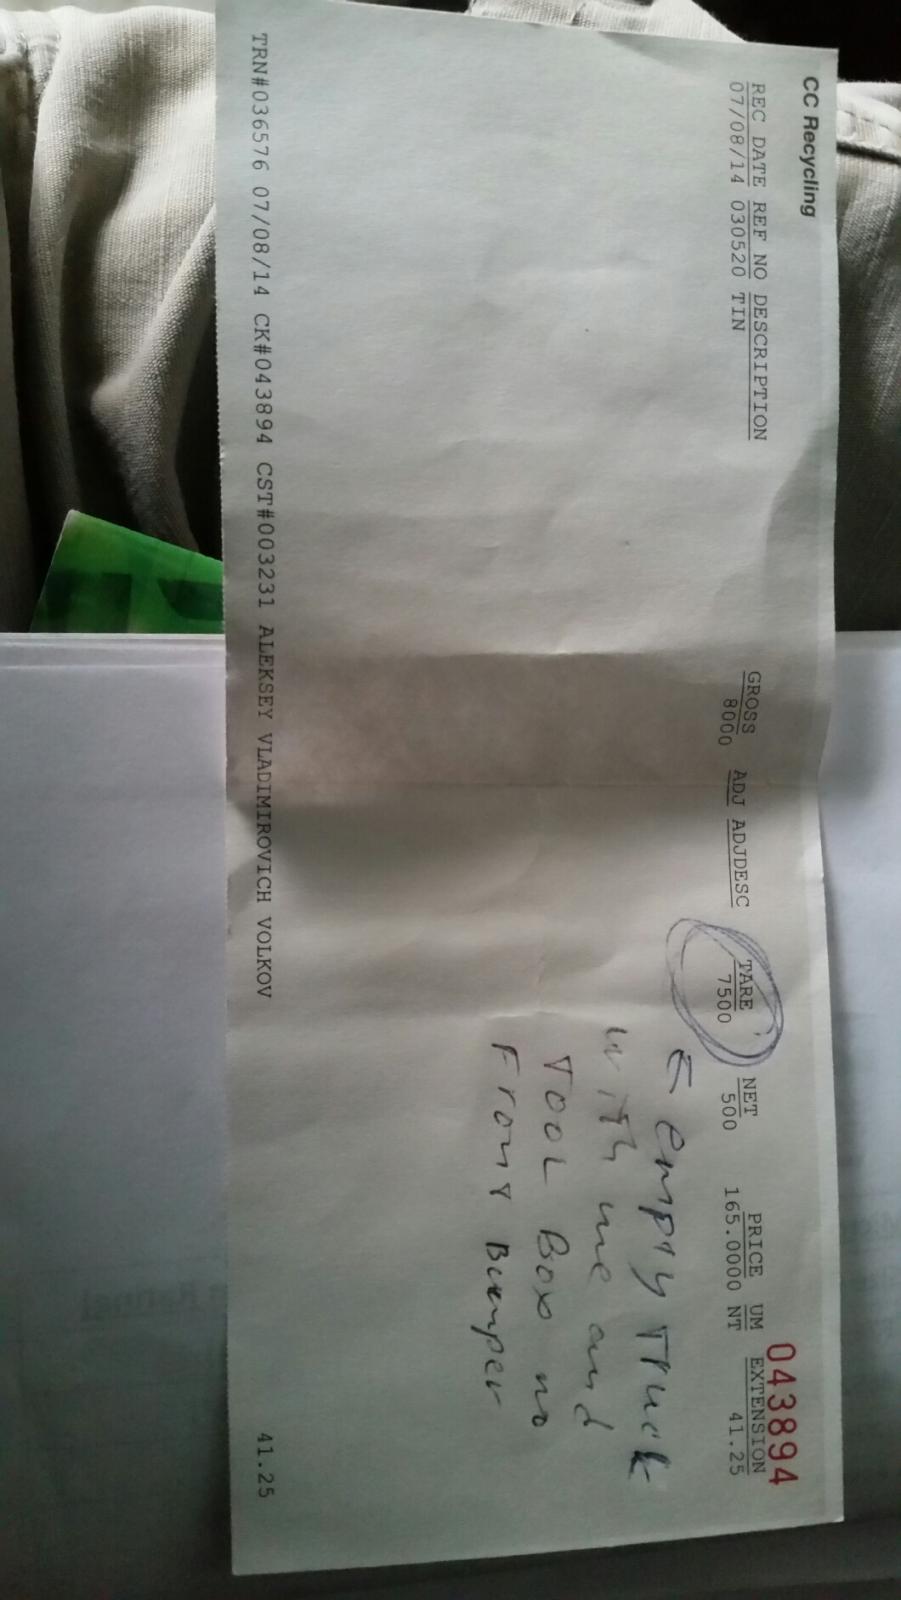 CC Recycling
043894
REC DATE REF NO DESCRIPTION GROSS ADJ ADJDESC TARE NET PRICE UM EXTENSION
07/08/14 030520 TIN 8000 7500 500 165.0000 NT 41.25
← empty Truck
with me and
TOOL Box no
Front Bumper
TRN#036576 07/08/14 CK#043894 CST#003231 ALEKSEY VLADIMIROVICH VOLKOV 41.25